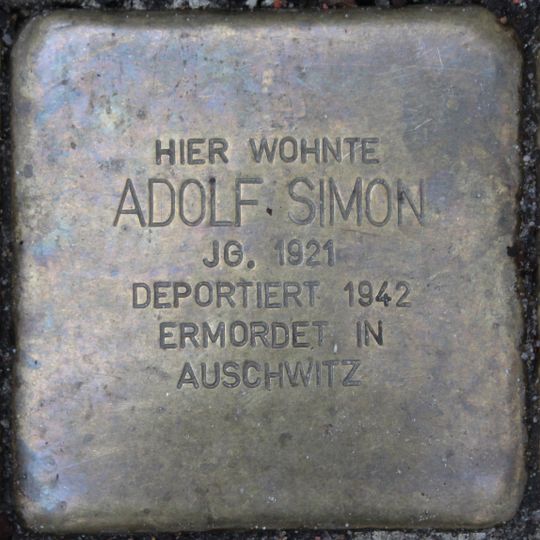 HIER WOHNTE
ADOLF SIMON
JG. 1921
DEPORTIERT 1942
ERMORDET IN
AUSCHWITZ